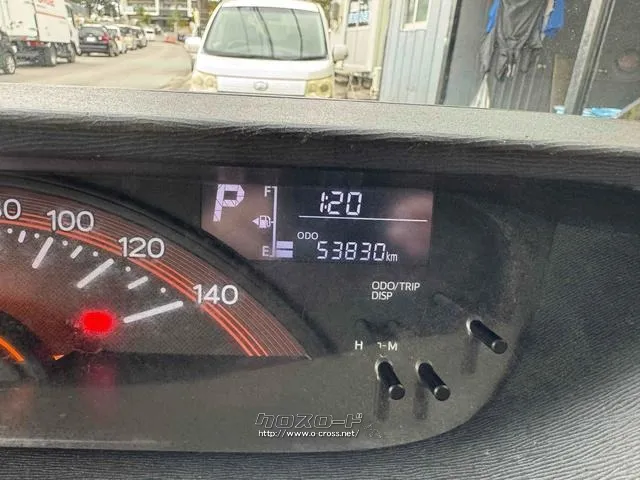 P
F
1:20
ODO
E
53830km
80
100
120
140
ODO/TRIP
DISP
H
-M
クロスロード
http://www.o-cross.net/